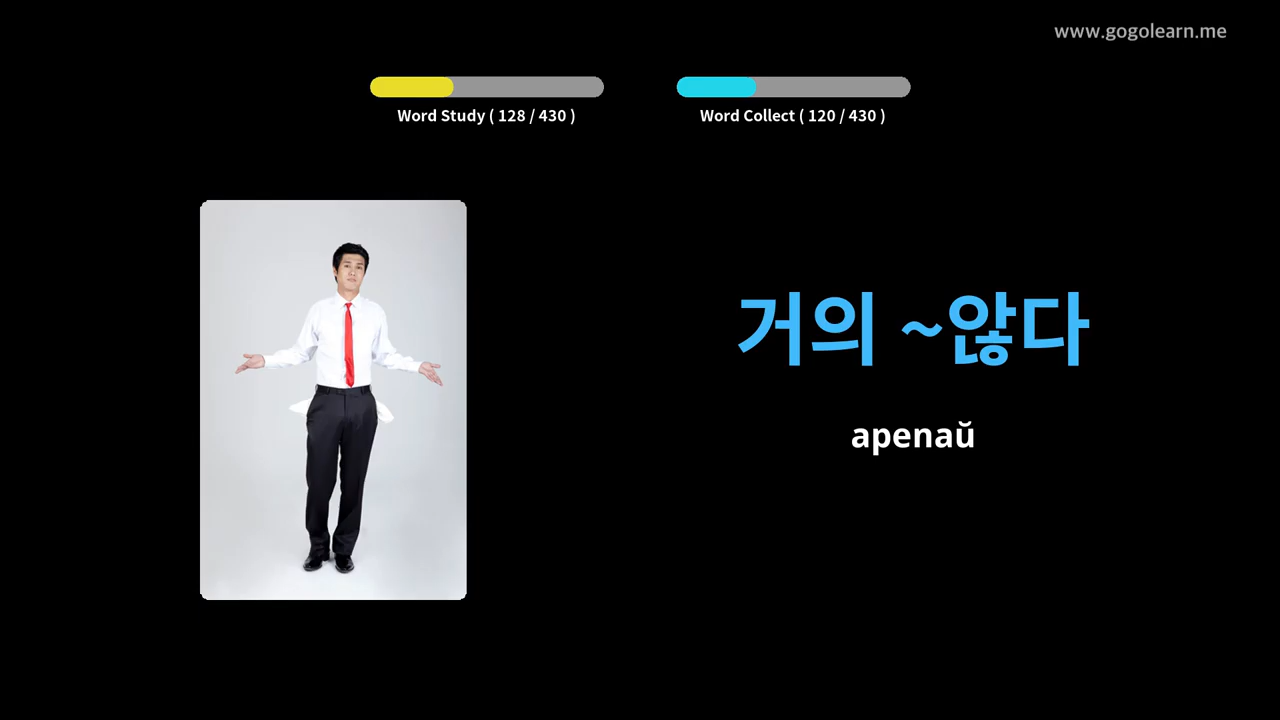 www.gogolearn.me
Word Study ( 128 / 430 )
Word Collect ( 120 / 430 )
거의 ~않다
apenaŭ